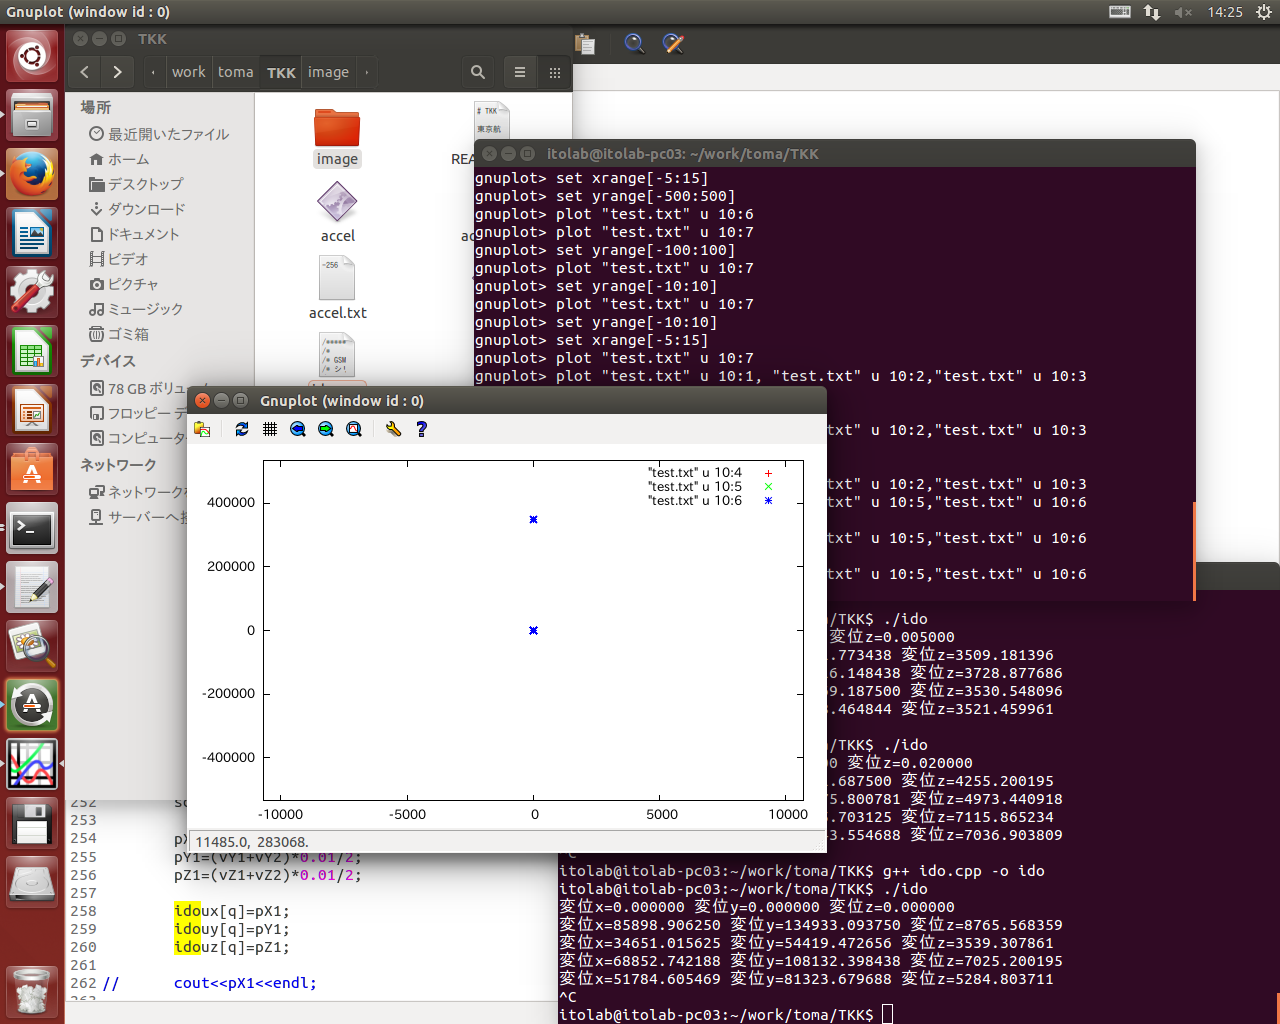 Gnuplot (window id : 0)
14:25
TKK
work
toma
TKK
image
場所
最近開いたファイル
ホーム
デスクトップ
ダウンロード
ドキュメント
ビデオ
ピクチャ
ミュージック
ゴミ箱
デバイス
78 GB ボリューム
フロッピー デ
コンピューター
ネットワーク
ネットワークを
サーバーへ接
image
# TKK
東京航
REA
accel
ac
~256
accel.txt
/*****
/*
/* GSM
/* シ!
itolab@itolab-pc03: ~/work/toma/TKK
gnuplot> set xrange[-5:15]
gnuplot> set yrange[-500:500]
gnuplot> plot "test.txt" u 10:6
gnuplot> plot "test.txt" u 10:7
gnuplot> set yrange[-100:100]
gnuplot> plot "test.txt" u 10:7
gnuplot> set yrange[-10:10]
gnuplot> plot "test.txt" u 10:7
gnuplot> set yrange[-10:10]
gnuplot> set xrange[-5:15]
gnuplot> plot "test.txt" u 10:7
gnuplot> plot "test.txt" u 10:1, "test.txt" u 10:2,"test.txt" u 10:3
xt" u 10:2,"test.txt" u 10:3
xt" u 10:2,"test.txt" u 10:3
xt" u 10:5,"test.txt" u 10:6
xt" u 10:5,"test.txt" u 10:6
xt" u 10:5,"test.txt" u 10:6
Gnuplot (window id : 0)
"test.txt" u 10:4
"test.txt" u 10:5
"test.txt" u 10:6
400000
200000
0
-200000
-400000
-10000
-5000
0
5000
10000
11485.0, 283068.
a/TKK$ ./ido
変位z=0.005000
.773438 変位z=3509.181396
6.148438 変位z=3728.877686
9.187500 変位z=3530.548096
.464844 変位z=3521.459961
a/TKK$ ./ido
0 変位z=0.020000
.687500 変位z=4255.200195
5.800781 変位z=4973.440918
.703125 変位z=7115.865234
3.554688 変位z=7036.903809
^C
itolab@itolab-pc03:~/work/toma/TKK$ g++ ido.cpp -o ido
itolab@itolab-pc03:~/work/toma/TKK$ ./ido
変位x=0.000000 変位y=0.000000 変位z=0.000000
変位x=85898.906250 変位y=134933.093750 変位z=8765.568359
変位x=34651.015625 変位y=54419.472656 変位z=3539.307861
変位x=68852.742188 変位y=108132.398438 変位z=7025.200195
変位x=51784.605469 変位y=81323.679688 変位z=5284.803711
^C
itolab@itolab-pc03:~/work/toma/TKK$
252
253
254 pX
255 pY1=(vY1+vY2)*0.01/2;
256 pZ1=(vZ1+vZ2)*0.01/2;
257
258 idoux[q]=pX1;
259 idouy[q]=pY1;
260 idouz[q]=pZ1;
261
262 // cout<<pX1<<endl;